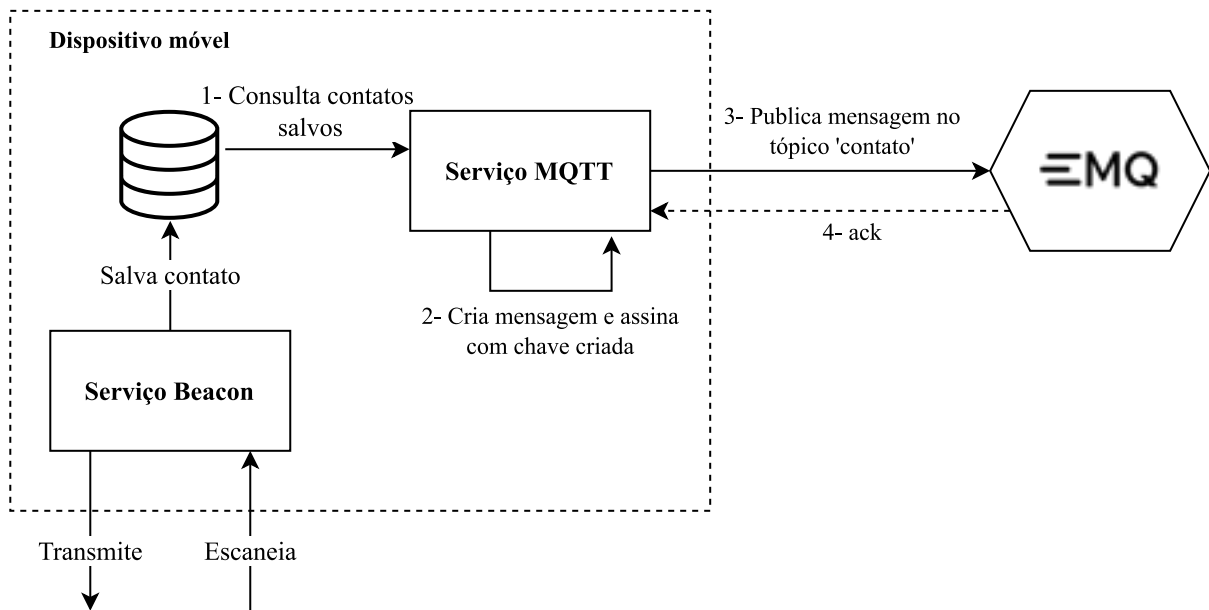 Dispositivo móvel
1- Consulta contatos
salvos
Serviço MQTT
3- Publica mensagem no
tópico 'contato'
EMQ
4- ack
2- Cria mensagem e assina
com chave criada
Salva contato
Serviço Beacon
Transmite
Escaneia